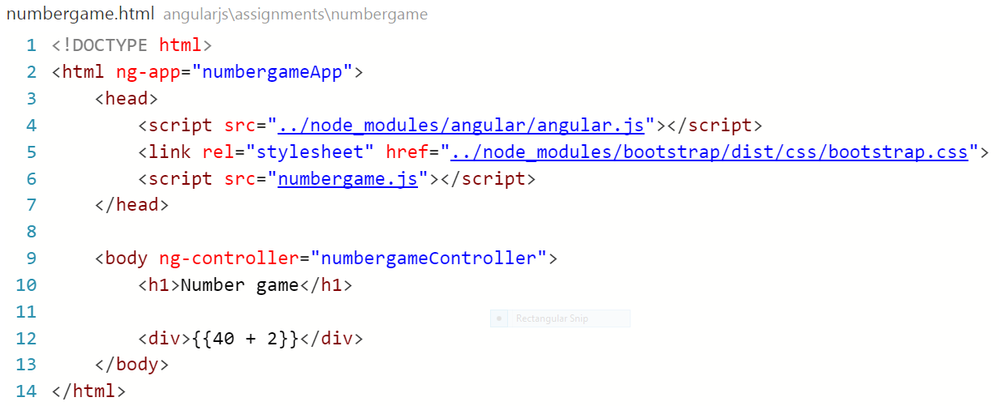 numbergame.html angularjs\assignments\numbergame
1 <!DOCTYPE html>
2 <html ng-app="numbergameApp">
3     <head>
4         <script src="../node_modules/angular/angular.js"></script>
5         <link rel="stylesheet" href="../node_modules/bootstrap/dist/css/bootstrap.css">
6         <script src="numbergame.js"></script>
7     </head>
8
9     <body ng-controller="numbergameController">
10         <h1>Number game</h1>
11
Rectangular Snip
12         <div>{{40 + 2}}</div>
13     </body>
14 </html>